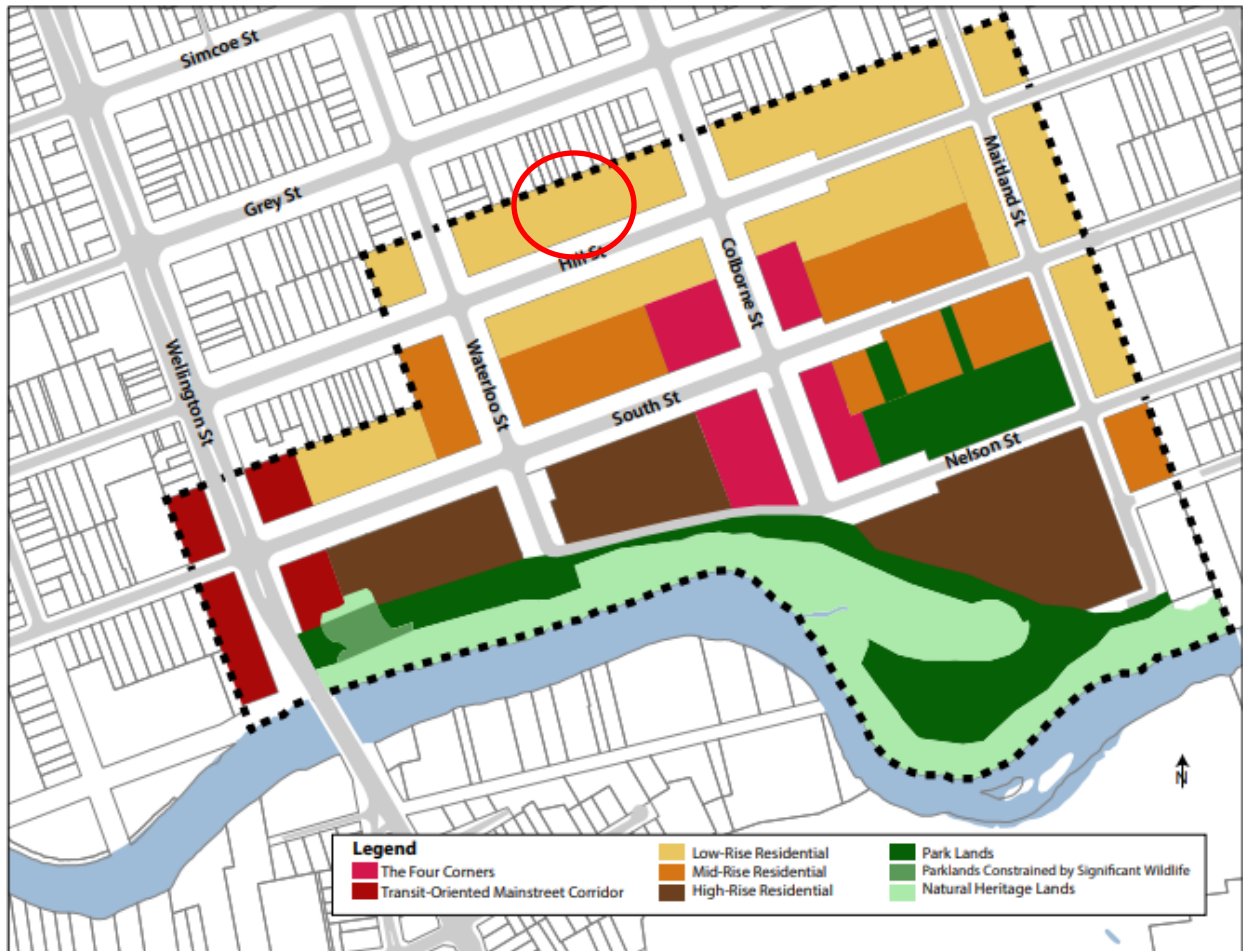 Simcoe St
Grey St
Maitland St
Hill St
Colborne St
Wellington St
Waterloo St
South St
Nelson St
N
Legend
The Four Corners
Transit-Oriented Mainstreet Corridor
Low-Rise Residential
Mid-Rise Residential
High-Rise Residential
Park Lands
Parklands Constrained by Significant Wildlife
Natural Heritage Lands